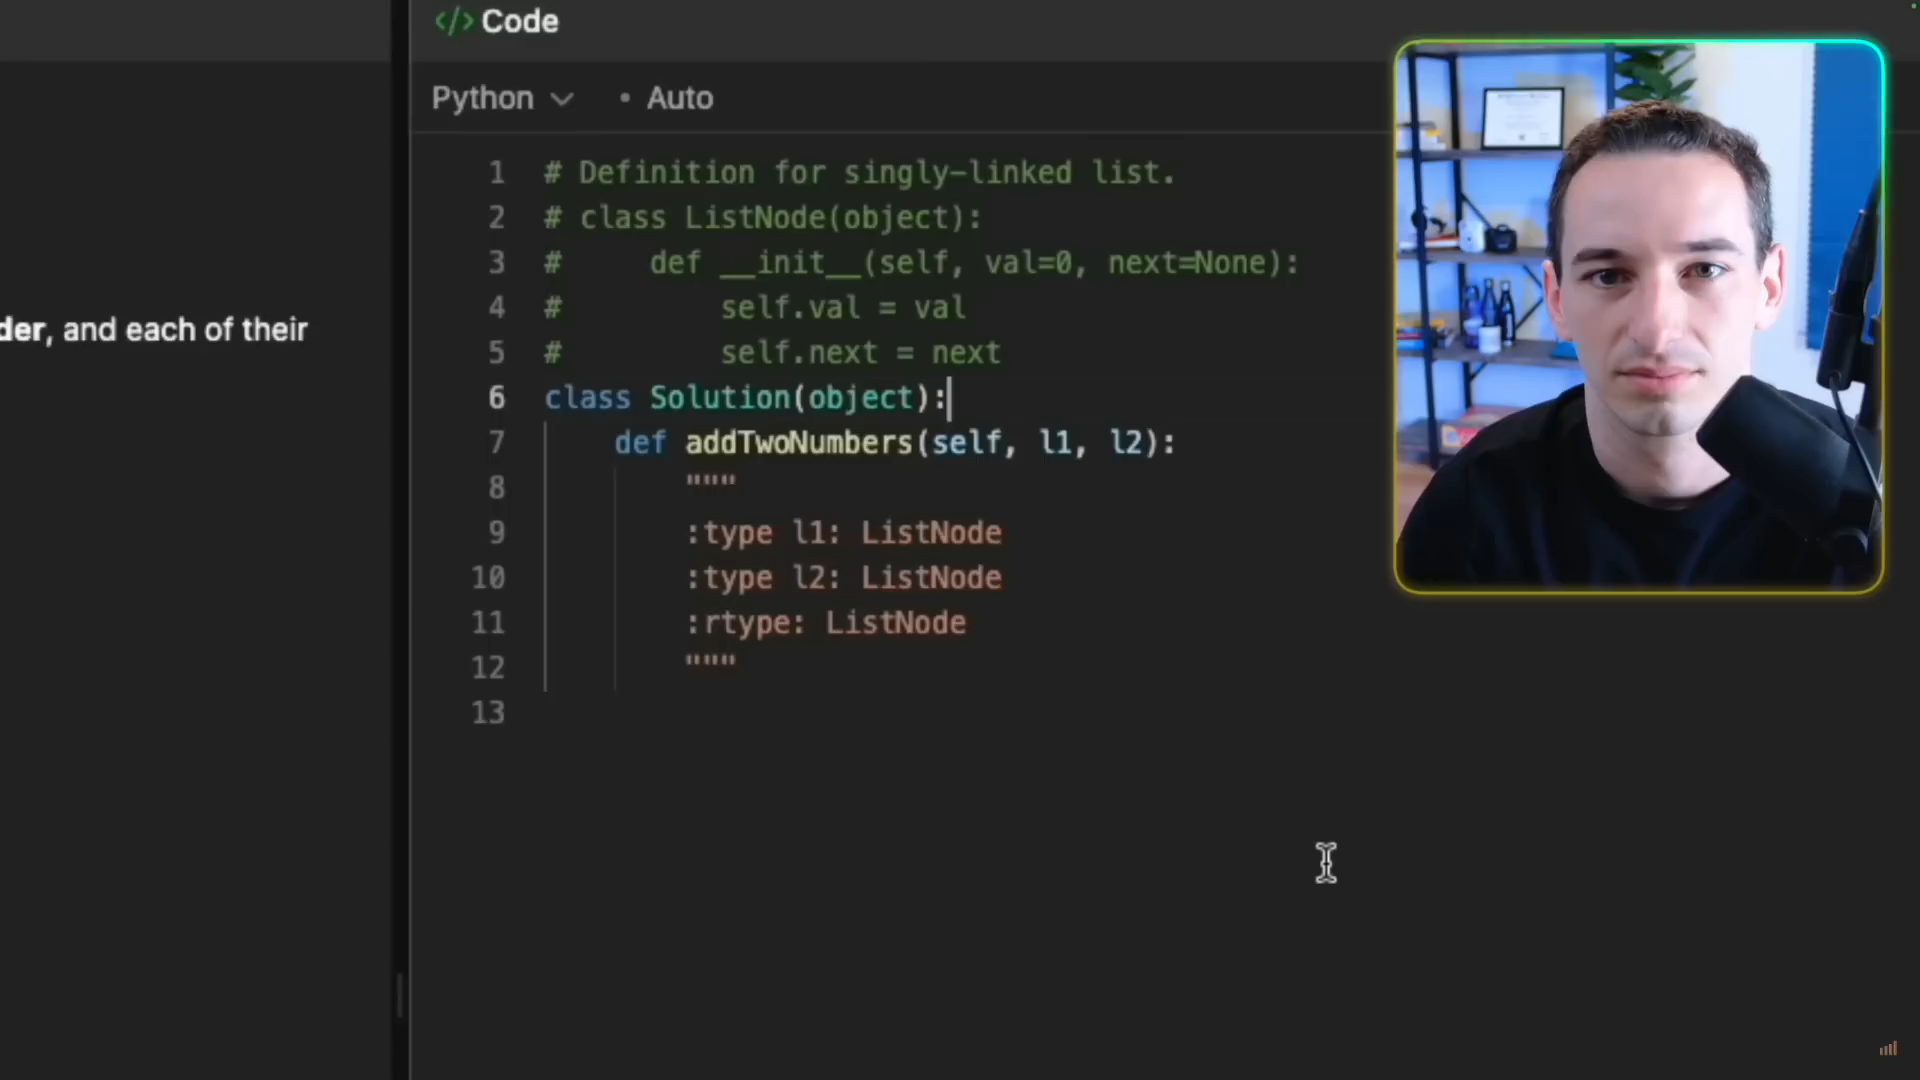 </> Code
Python • Auto
der, and each of their
1 # Definition for singly-linked list.
2 # class ListNode(object):
3 #     def __init__(self, val=0, next=None):
4 #         self.val = val
5 #         self.next = next
6 class Solution(object):
7     def addTwoNumbers(self, l1, l2):
8         """
9         :type l1: ListNode
10         :type l2: ListNode
11         :rtype: ListNode
12         """
13